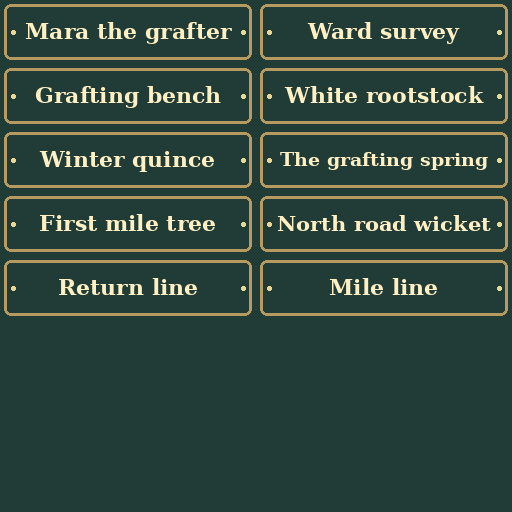 Mara the grafter
Ward survey
Grafting bench
White rootstock
Winter quince
The grafting spring
First mile tree
North road wicket
Return line
Mile line